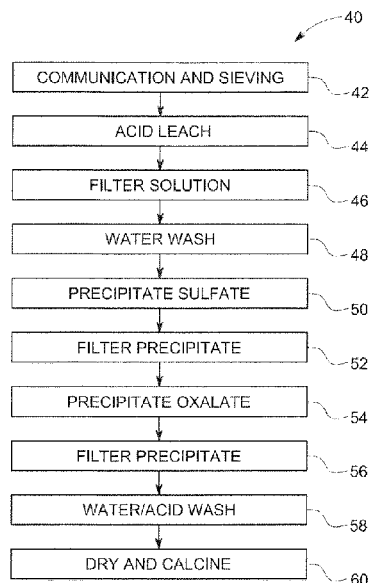 40
COMMUNICATION AND SIEVING
42
ACID LEACH
44
FILTER SOLUTION
46
WATER WASH
48
PRECIPITATE SULFATE
50
FILTER PRECIPITATE
52
PRECIPITATE OXALATE
54
FILTER PRECIPITATE
56
WATER/ACID WASH
58
DRY AND CALCINE
60